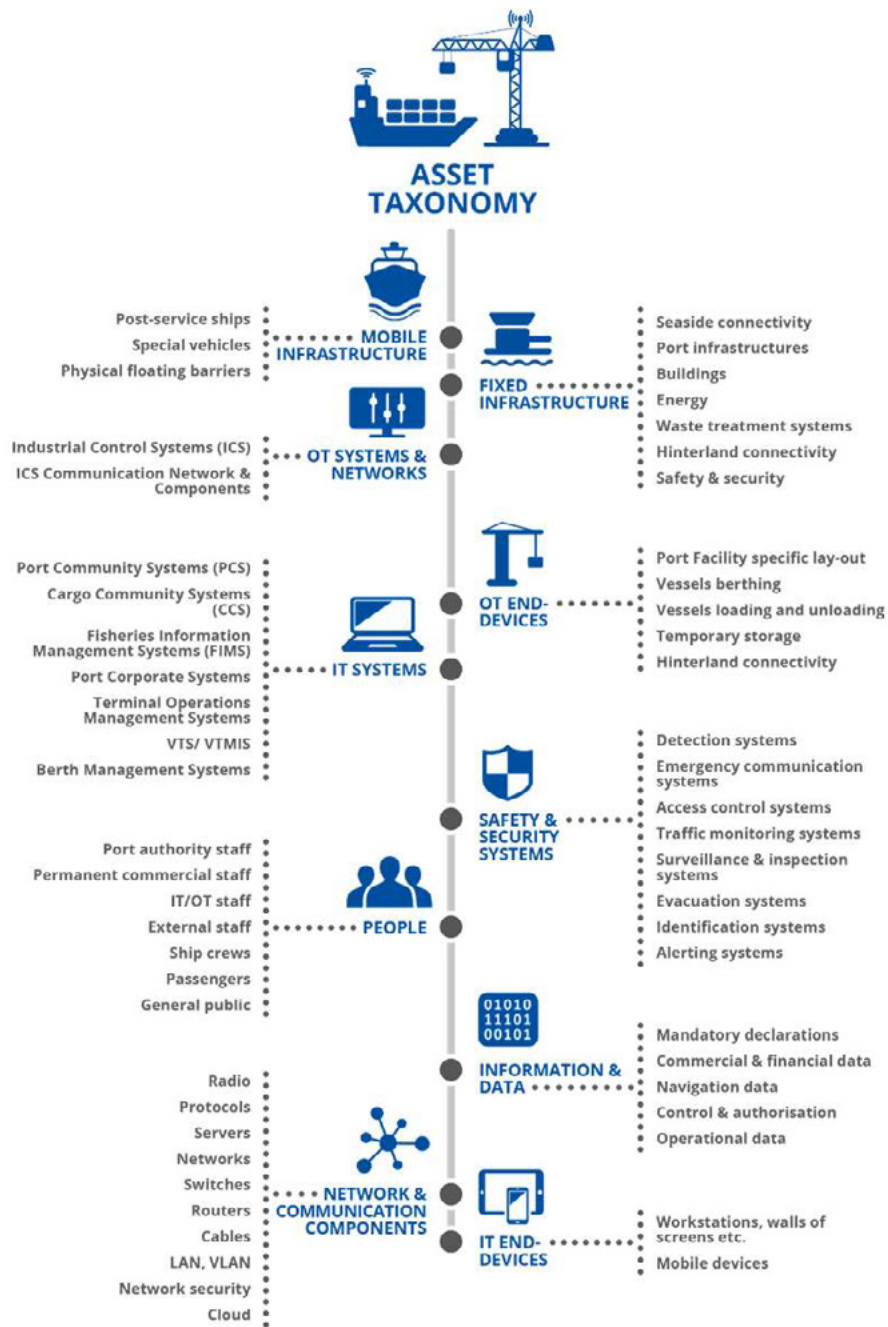 ASSET
TAXONOMY
Post-service ships
Special vehicles
Physical floating barriers
MOBILE
INFRASTRUCTURE
FIXED
INFRASTRUCTURE
Seaside connectivity
Port infrastructures
Buildings
Energy
Waste treatment systems
Hinterland connectivity
Safety & security
Industrial Control Systems (ICS)
ICS Communication Network &
Components
OT SYSTEMS &
NETWORKS
OT END-
DEVICES
Port Facility specific lay-out
Vessels berthing
Vessels loading and unloading
Temporary storage
Hinterland connectivity
Port Community Systems (PCS)
Cargo Community Systems
(CCS)
Fisheries Information
Management Systems (FIMS)
Port Corporate Systems
Terminal Operations
Management Systems
VTS/ VTMIS
Berth Management Systems
IT SYSTEMS
SAFETY &
SECURITY
SYSTEMS
Detection systems
Emergency communication
systems
Access control systems
Traffic monitoring systems
Surveillance & inspection
systems
Evacuation systems
Identification systems
Alerting systems
Port authority staff
Permanent commercial staff
IT/OT staff
External staff
Ship crews
Passengers
General public
PEOPLE
01010
11101
00101
INFORMATION &
DATA
Mandatory declarations
Commercial & financial data
Navigation data
Control & authorisation
Operational data
Radio
Protocols
Servers
Networks
Switches
Routers
Cables
LAN, VLAN
Network security
Cloud
NETWORK &
COMMUNICATION
COMPONENTS
IT END-
DEVICES
Workstations, walls of
screens etc.
Mobile devices